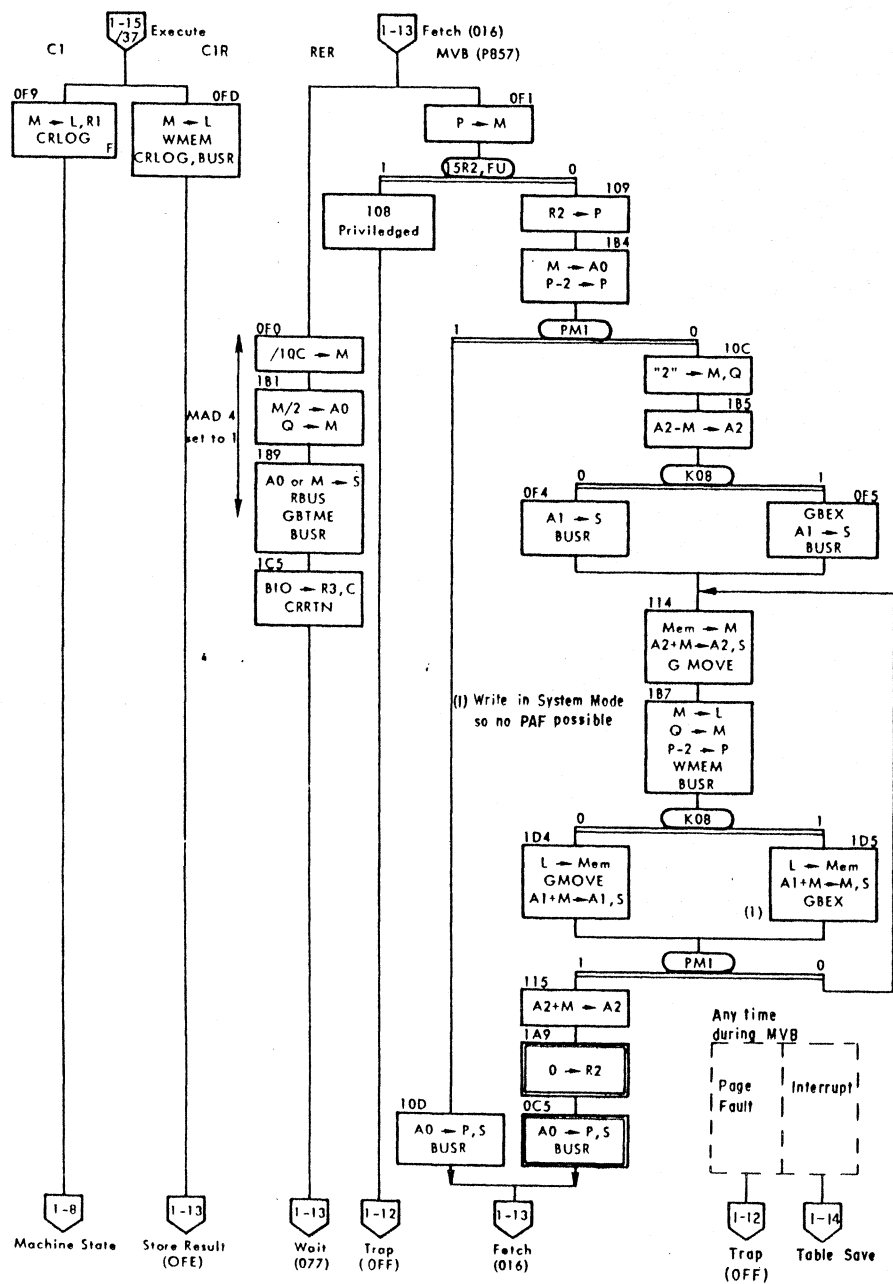 1-15
/37
Execute
C1
C1R
RER
1-13
Fetch (016)
MVB (P857)
0F9
M ← L, R1
CRLOG
F
0FD
M ← L
WMEM
CRLOG, BUSR
0F1
P → M
15R2, FU
1
0
108
Priviledged
109
R2 → P
1B4
M → A0
P-2 → P
PM1
1
0
0F0
/10C → M
1B1
M/2 → A0
Q → M
1B9
A0 or M → S
RBUS
GBTME
BUSR
1C5
BIO → R3, C
CRRTN
MAD 4
set to 1
10C
"2" → M, Q
1B5
A2-M → A2
K08
0
1
0F4
A1 → S
BUSR
0F5
GBEX
A1 → S
BUSR
114
Mem → M
A2+M → A2, S
G MOVE
(1) Write in System Mode
so no PAF possible
1B7
M → L
Q → M
P-2 → P
WMEM
BUSR
K08
0
1
1D4
L → Mem
GMOVE
A1+M → A1, S
1D5
L → Mem
A1+M → M, S
GBEX
(1)
PM1
1
0
115
A2+M → A2
1A9
0 → R2
10D
A0 → P, S
BUSR
0C5
A0 → P, S
BUSR
Any time
during MVB
Page
Fault
Interrupt
1-8
Machine State
1-13
Store Result
(0FE)
1-13
Wait
(077)
1-12
Trap
(0FF)
1-13
Fetch
(016)
1-12
Trap
(0FF)
1-14
Table Save